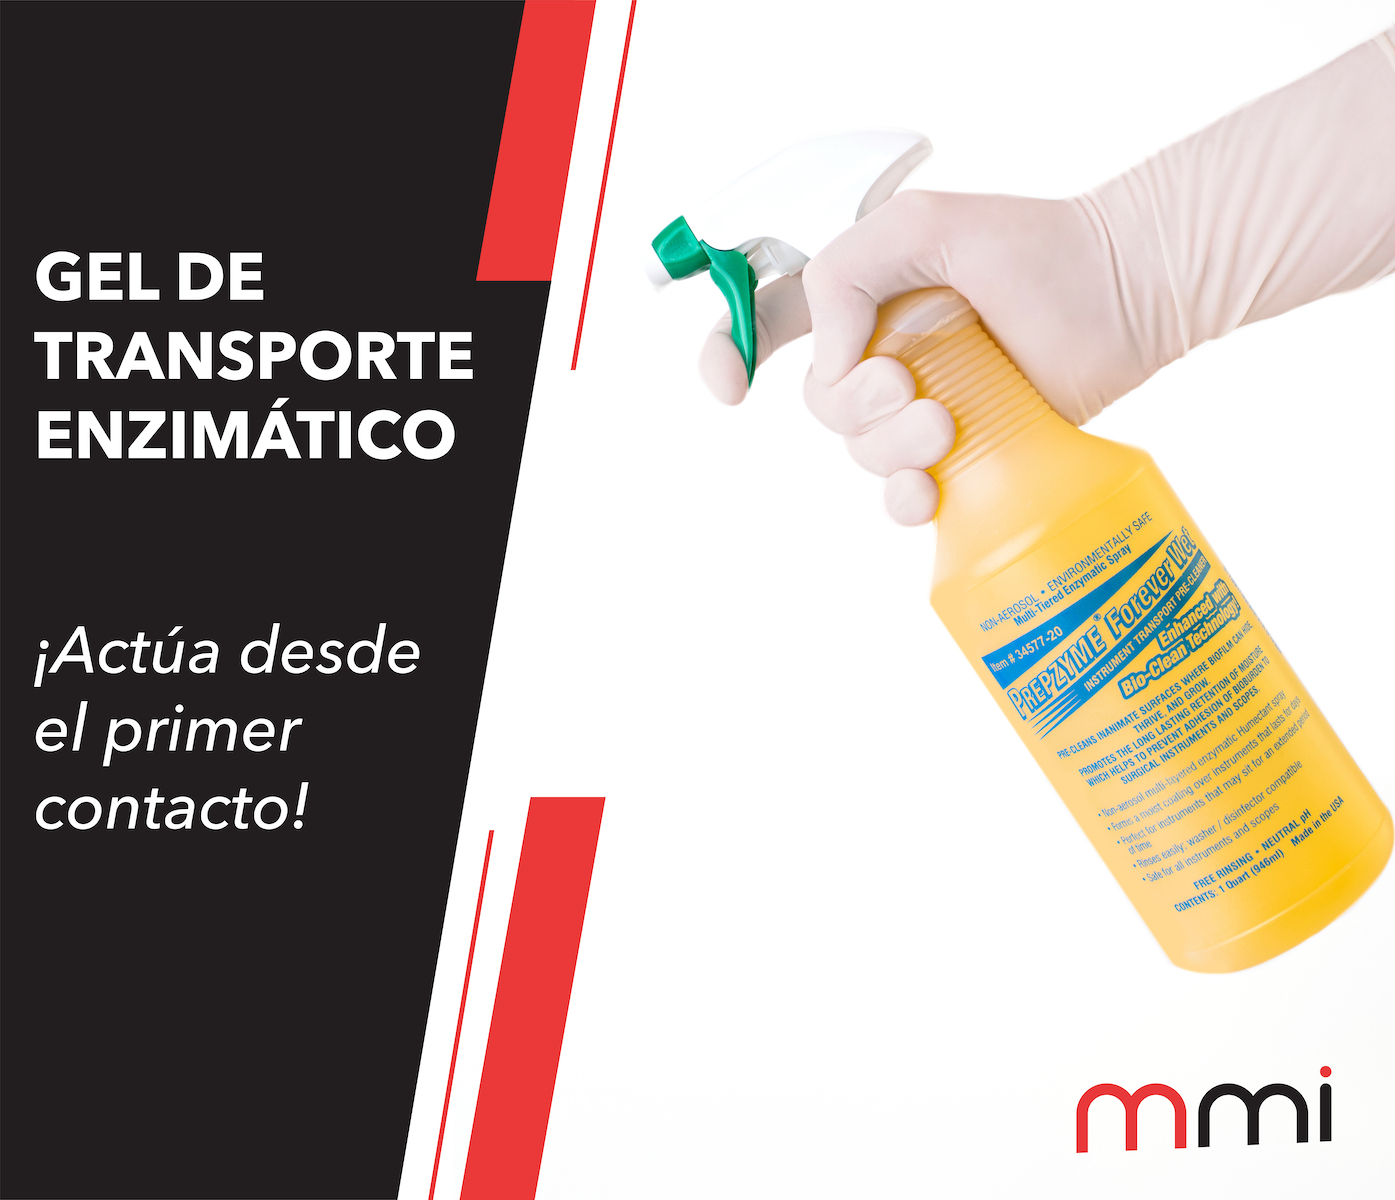 GEL DE
TRANSPORTE
ENZIMÁTICO
¡Actúa desde
el primer
contacto!
NON-AEROSOL • ENVIRONMENTALLY SAFE
Multi-Tiered Enzymatic Spray
Item # 34577-20
PREPZYME® Forever Wet
INSTRUMENT TRANSPORT PRE-CLEANER
Enhanced with
Bio-Clean Technology!
PRE-CLEANS INANIMATE SURFACES WHERE BIOFILM CAN HIDE,
THRIVE, AND GROW.
PROMOTES THE LONG LASTING RETENTION OF MOISTURE
WHICH HELPS TO PREVENT ADHESION OF BIOBURDEN TO
SURGICAL INSTRUMENTS AND SCOPES.
• Non-aerosol multi-layered enzymatic Humectant spray
• Forms a moist coating over instruments that lasts for days
• Perfect for instruments that may sit for an extended period
of time
• Rinses easily; washer / disinfector compatible
• Safe for all instruments and scopes
FREE RINSING • NEUTRAL pH
CONTENTS: 1 Quart (946ml) Made in the USA
mmi